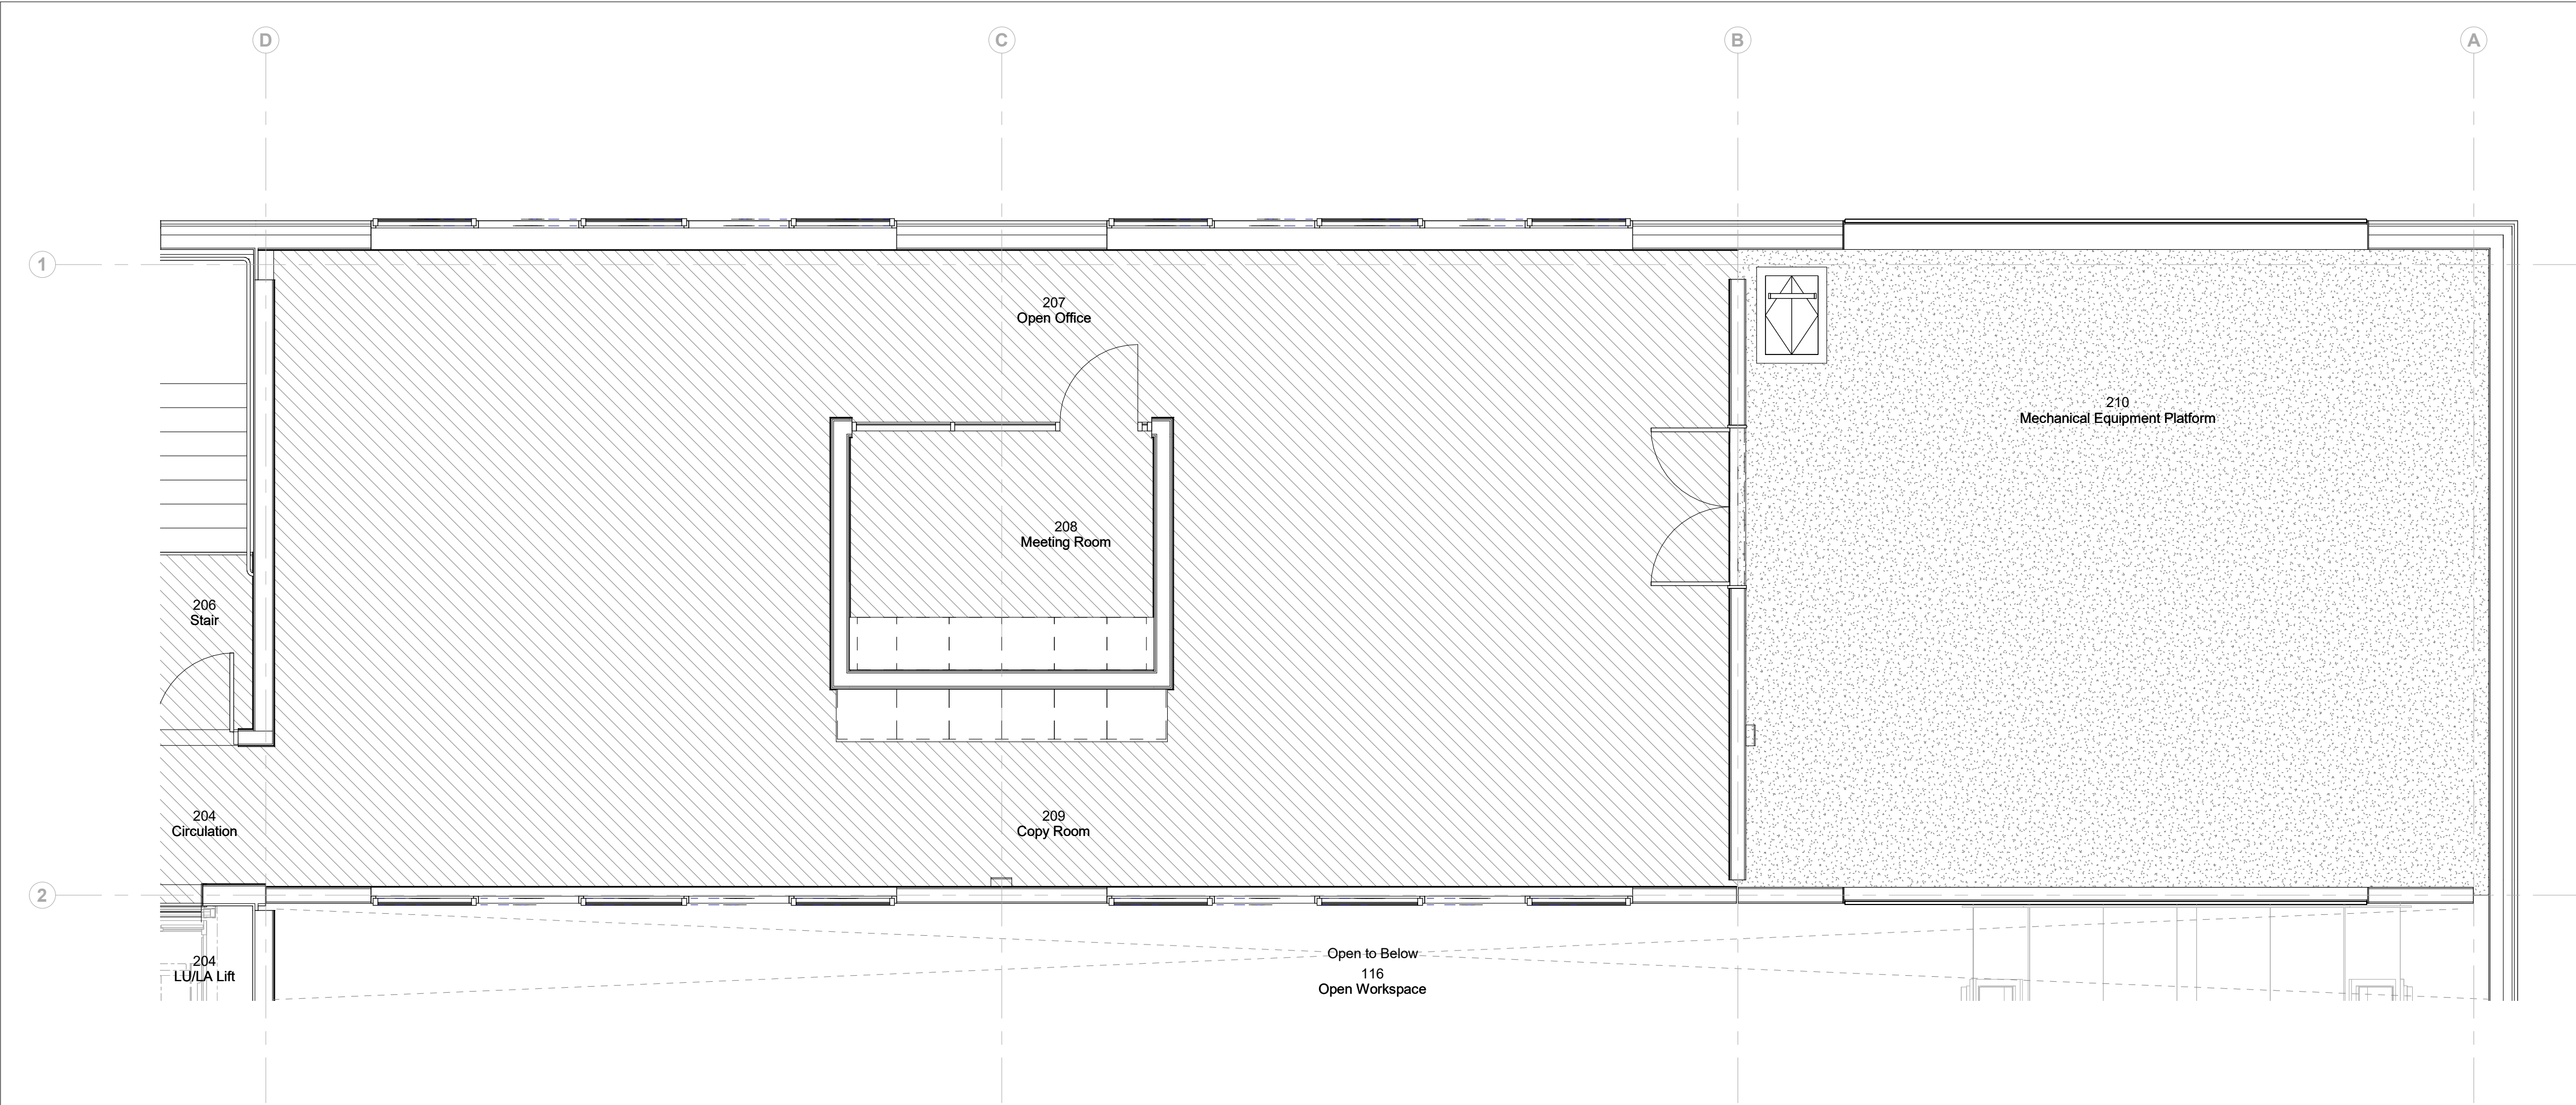 D
C
B
A
1
207
Open Office
210
Mechanical Equipment Platform
208
Meeting Room
206
Stair
204
Circulation
209
Copy Room
2
Open to Below
204
LU/LA Lift
116
Open Workspace